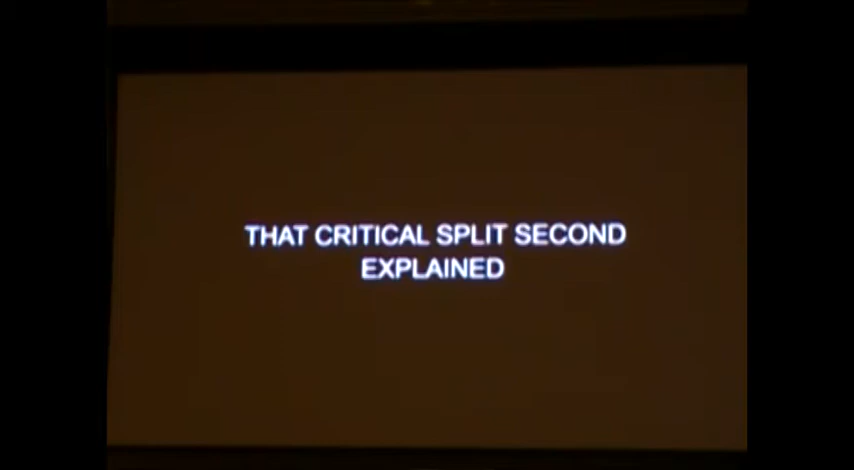 THAT CRITICAL SPLIT SECOND
EXPLAINED